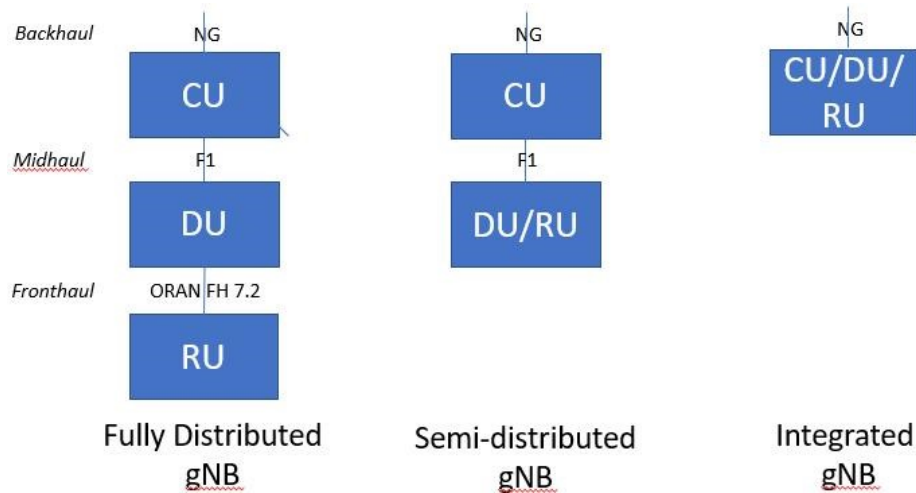 Backhaul NG NG NG
CU CU CU/DU/
RU
Midhaul F1 F1
DU DU/RU
Fronthaul ORAN FH 7.2
RU
Fully Distributed Semi-distributed Integrated
gNB gNB gNB